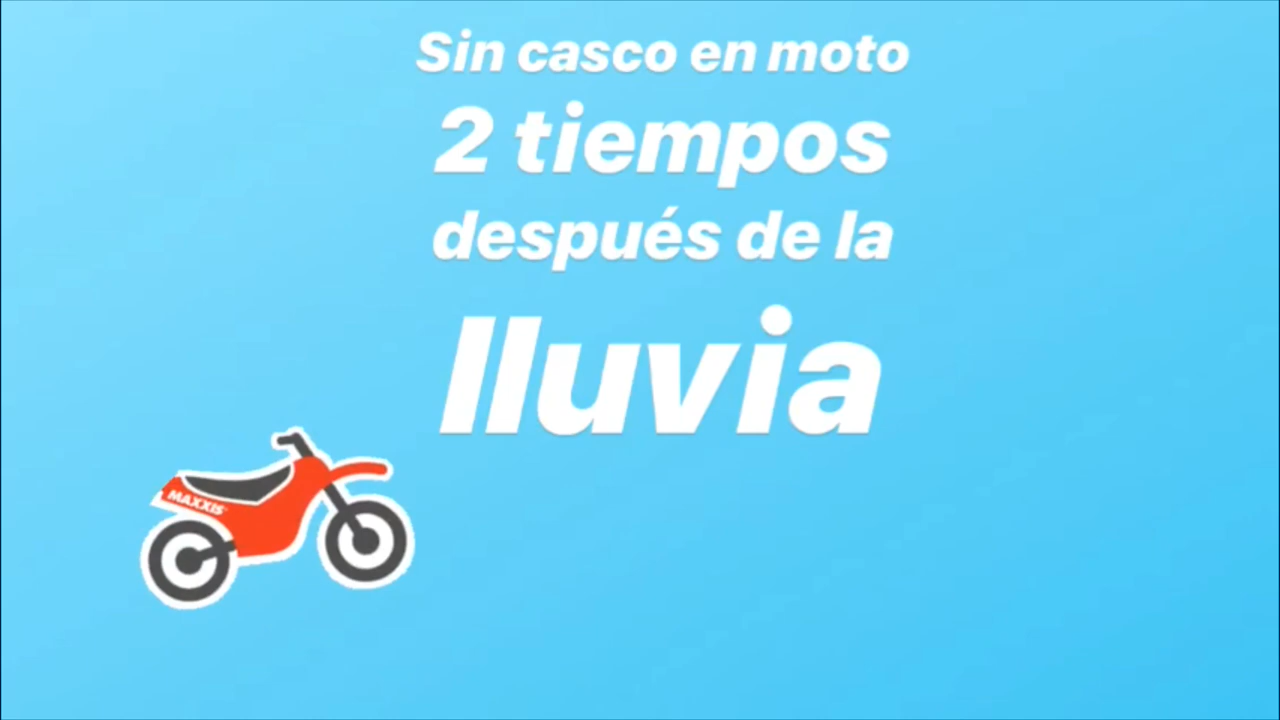 Sin casco en moto
2 tiempos
después de la
lluvia
MAXXIS